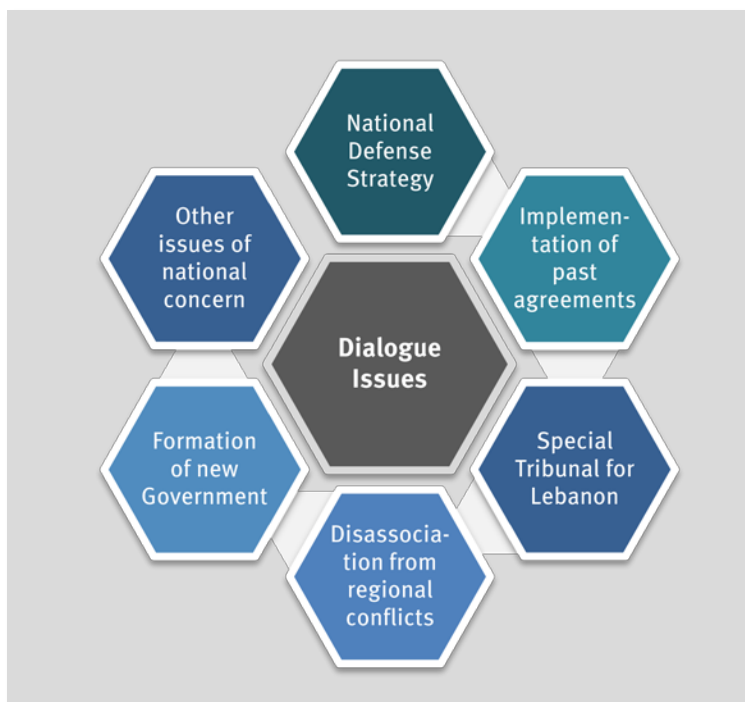 National
Defense
Strategy
Implemen-
tation of
past
agreements
Special
Tribunal for
Lebanon
Disassocia-
tion from
regional
conflicts
Formation
of new
Government
Other
issues of
national
concern
Dialogue
Issues